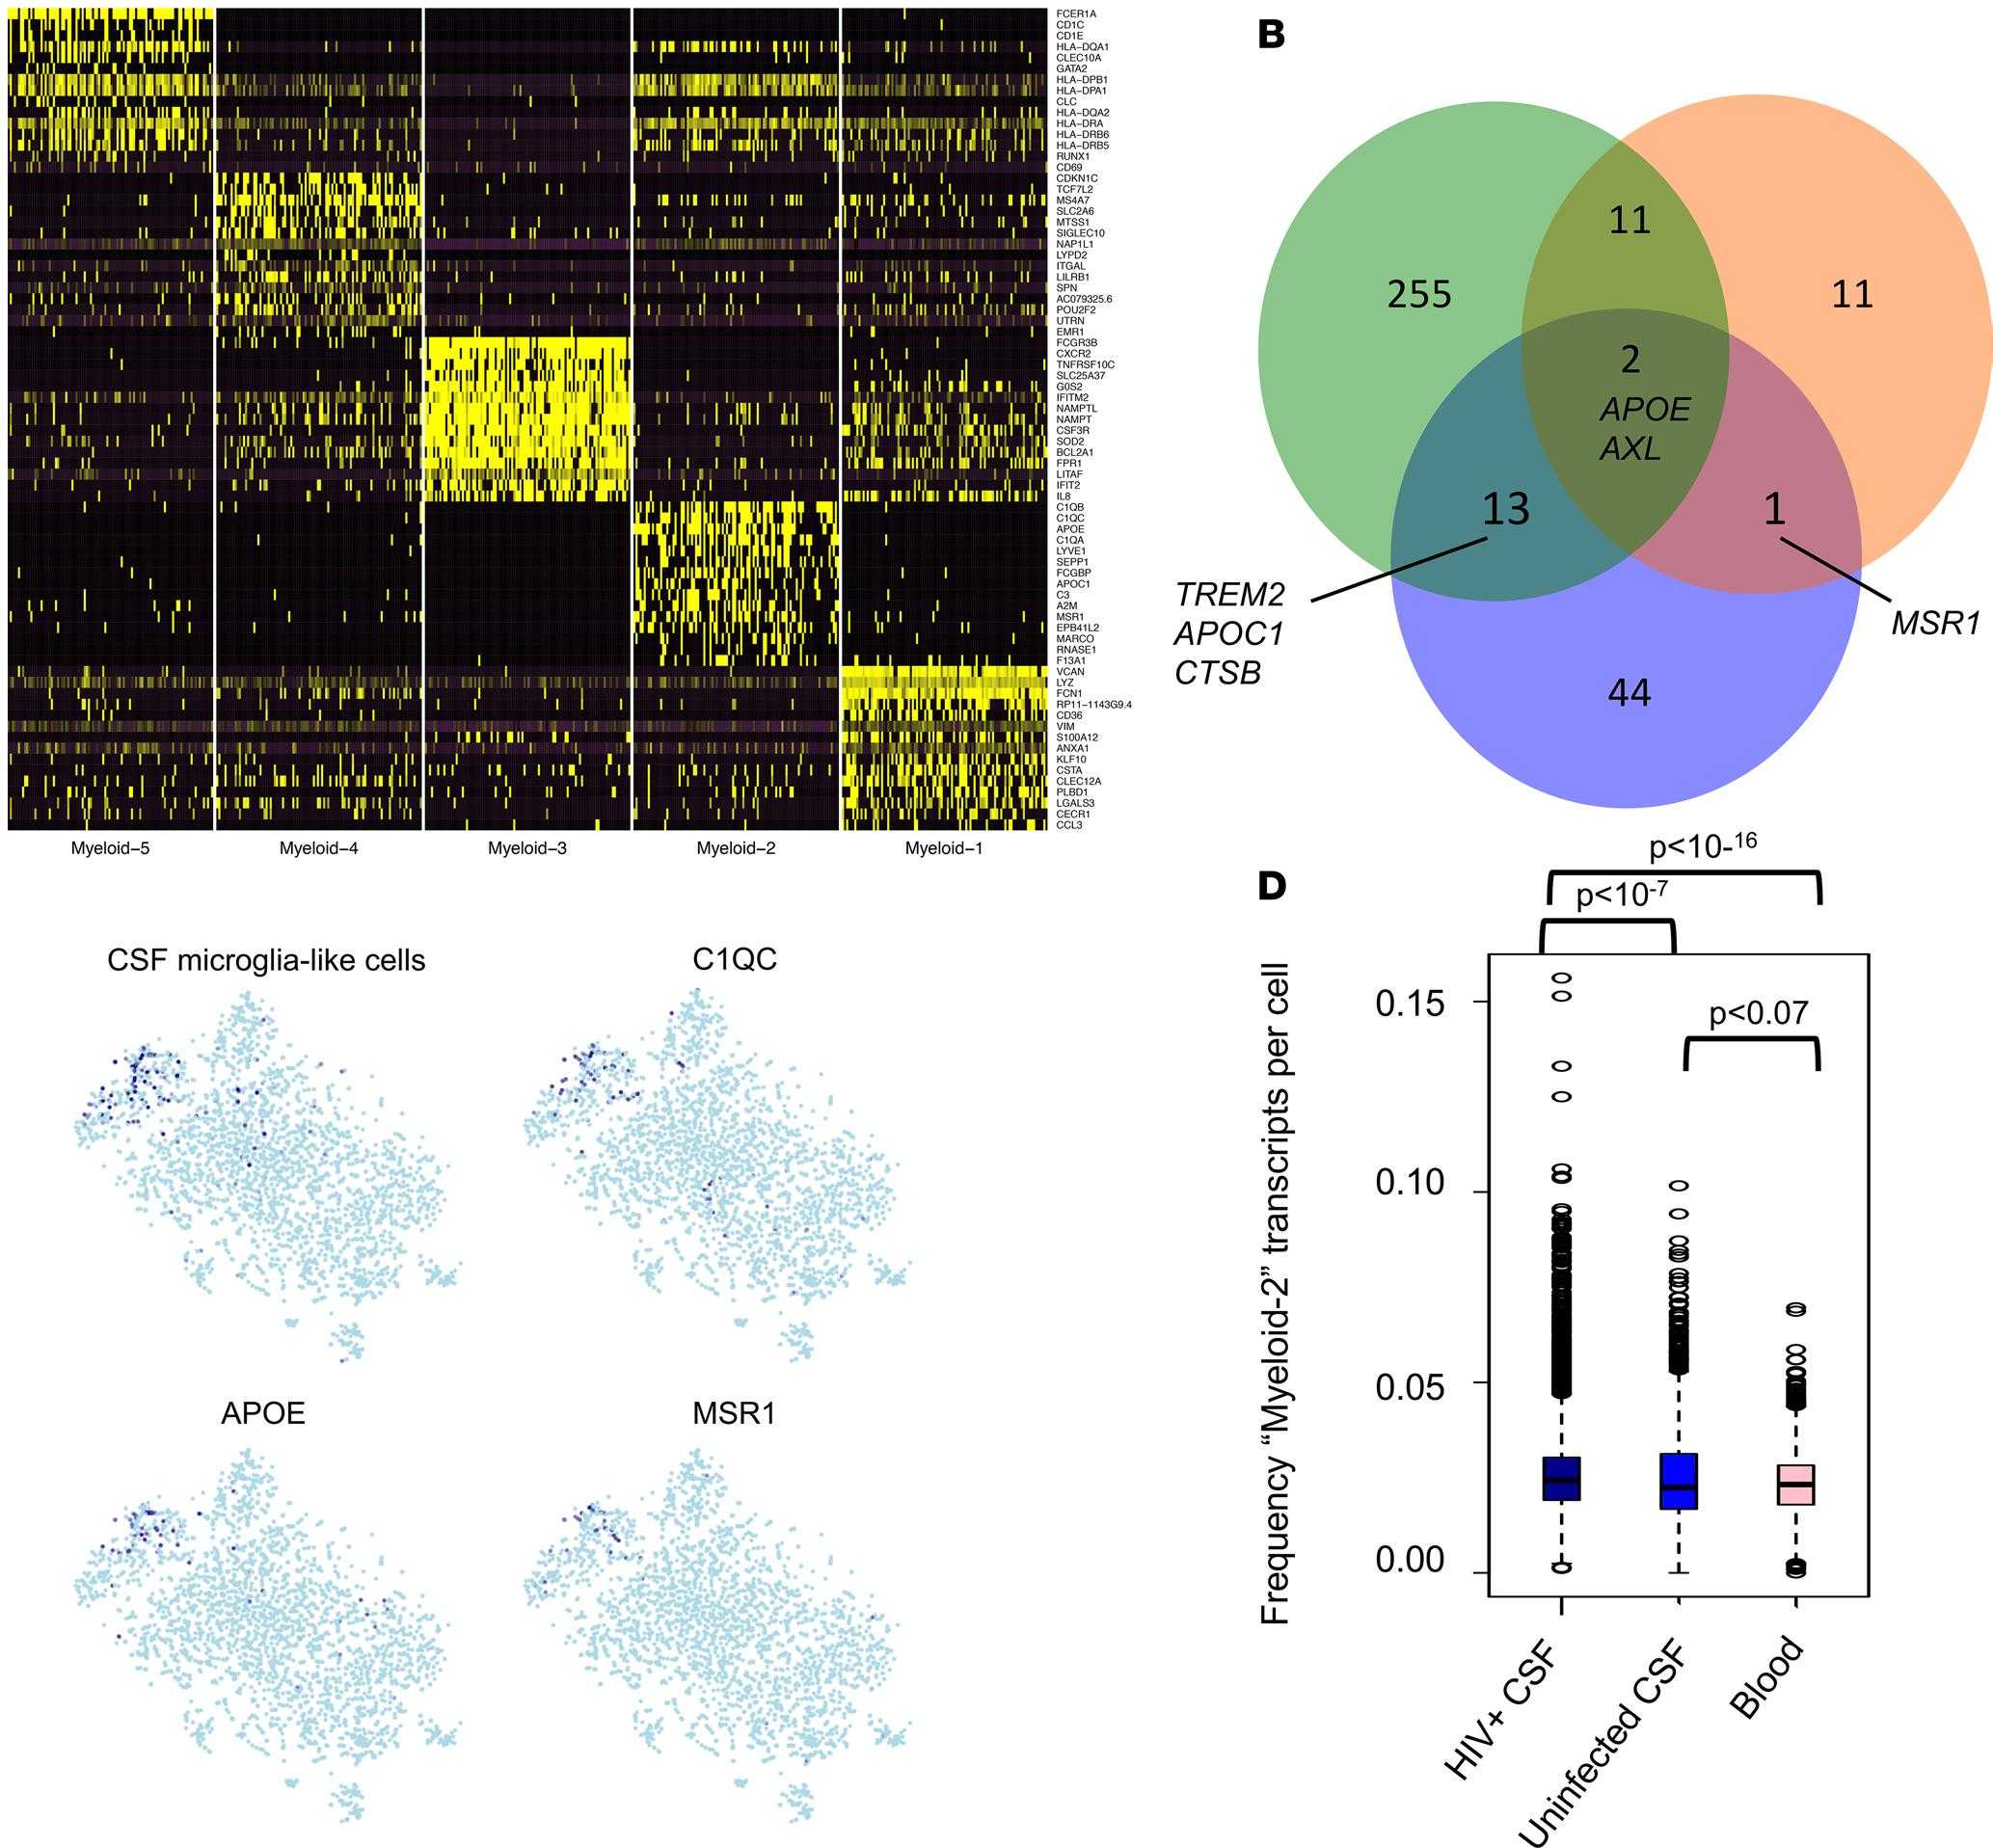 FCER1A
CD1C
CD1E
HLA−DQA1
CLEC10A
GATA2
HLA−DPB1
HLA−DPA1
CLC
HLA−DQA2
HLA−DRA
HLA−DRB6
HLA−DRB5
RUNX1
CD69
CDKN1C
TCF7L2
MS4A7
SLC2A6
MTSS1
SIGLEC10
NAP1L1
LYPD2
ITGAL
LILRB1
SPN
AC079325.6
POU2F2
UTRN
EMR1
FCGR3B
CXCR2
TNFRSF10C
SLC25A37
G0S2
IFITM2
NAMPTL
NAMPT
CSF3R
SOD2
BCL2A1
FPR1
LITAF
IFIT2
IL8
C1QB
C1QC
APOE
C1QA
LYVE1
SEPP1
FCGBP
APOC1
C3
A2M
MSR1
EPB41L2
MARCO
RNASE1
F13A1
VCAN
LYZ
FCN1
RP11−1143G9.4
CD36
VIM
S100A12
ANXA1
KLF10
CSTA
CLEC12A
PLBD1
LGALS3
CECR1
CCL3
Myeloid−5 Myeloid−4 Myeloid−3 Myeloid−2 Myeloid−1
B
11
255
11
2
APOE
AXL
13
1
TREM2
APOC1
CTSB
MSR1
44
CSF microglia-like cells
C1QC
APOE
MSR1
D
p<10-16
p<10-7
p<0.07
Frequency “Myeloid-2” transcripts per cell
0.15
0.10
0.05
0.00
HIV+ CSF
Uninfected CSF
Blood